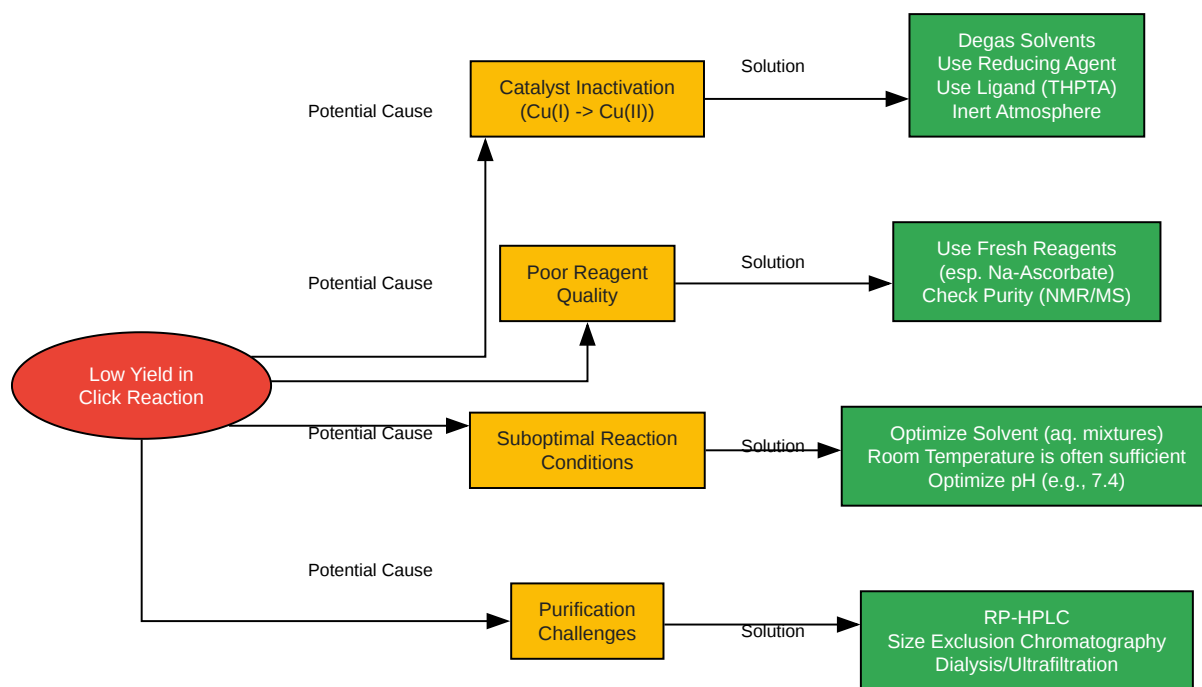 Potential Cause
Catalyst Inactivation
(Cu(I) -> Cu(II))
Solution
Degas Solvents
Use Reducing Agent
Use Ligand (THPTA)
Inert Atmosphere
Potential Cause
Poor Reagent
Quality
Solution
Use Fresh Reagents
(esp. Na-Ascorbate)
Check Purity (NMR/MS)
Low Yield in
Click Reaction
Potential Cause
Suboptimal Reaction
Conditions
Solution
Optimize Solvent (aq. mixtures)
Room Temperature is often sufficient
Optimize pH (e.g., 7.4)
Potential Cause
Purification
Challenges
Solution
RP-HPLC
Size Exclusion Chromatography
Dialysis/Ultrafiltration